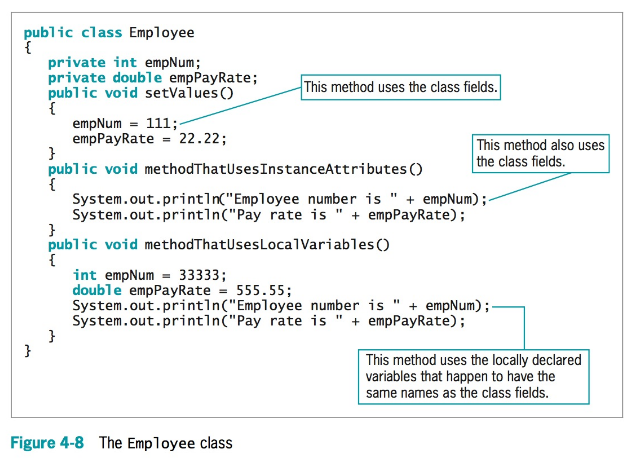 public class Employee
{
private int empNum;
private double empPayRate;
public void setValues()
This method uses the class fields.
{
empNum = 111;
empPayRate = 22.22;
}
This method also uses
the class fields.
public void methodThatUsesInstanceAttributes()
{
System.out.println("Employee number is " + empNum);
System.out.println("Pay rate is " + empPayRate);
}
public void methodThatUsesLocalVariables()
{
int empNum = 33333;
double empPayRate = 555.55;
System.out.println("Employee number is " + empNum);
System.out.println("Pay rate is " + empPayRate);
}
}
This method uses the locally declared
variables that happen to have the
same names as the class fields.
Figure 4-8 The Employee class